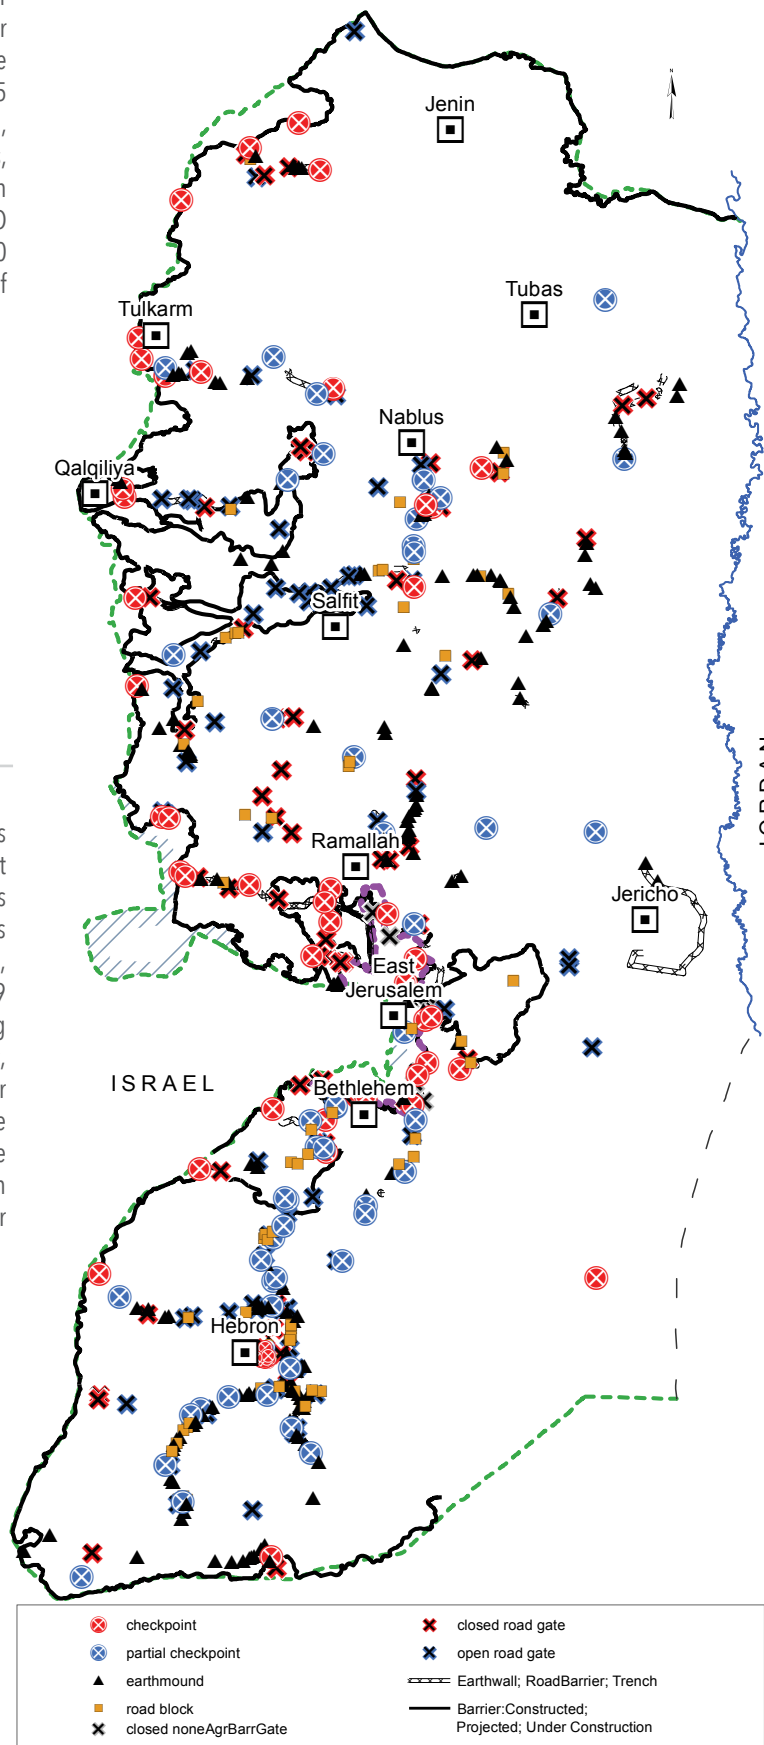 N
Jenin
Tubas
Tulkarm
Nablus
Qalqiliya
Salfit
JORDAN
Ramallah
Jericho
East
Jerusalem
ISRAEL
Bethlehem
Hebron
checkpoint
partial checkpoint
earthmound
road block
closed noneAgrBarrGate
closed road gate
open road gate
Earthwall; RoadBarrier; Trench
Barrier:Constructed;
Projected; Under Construction